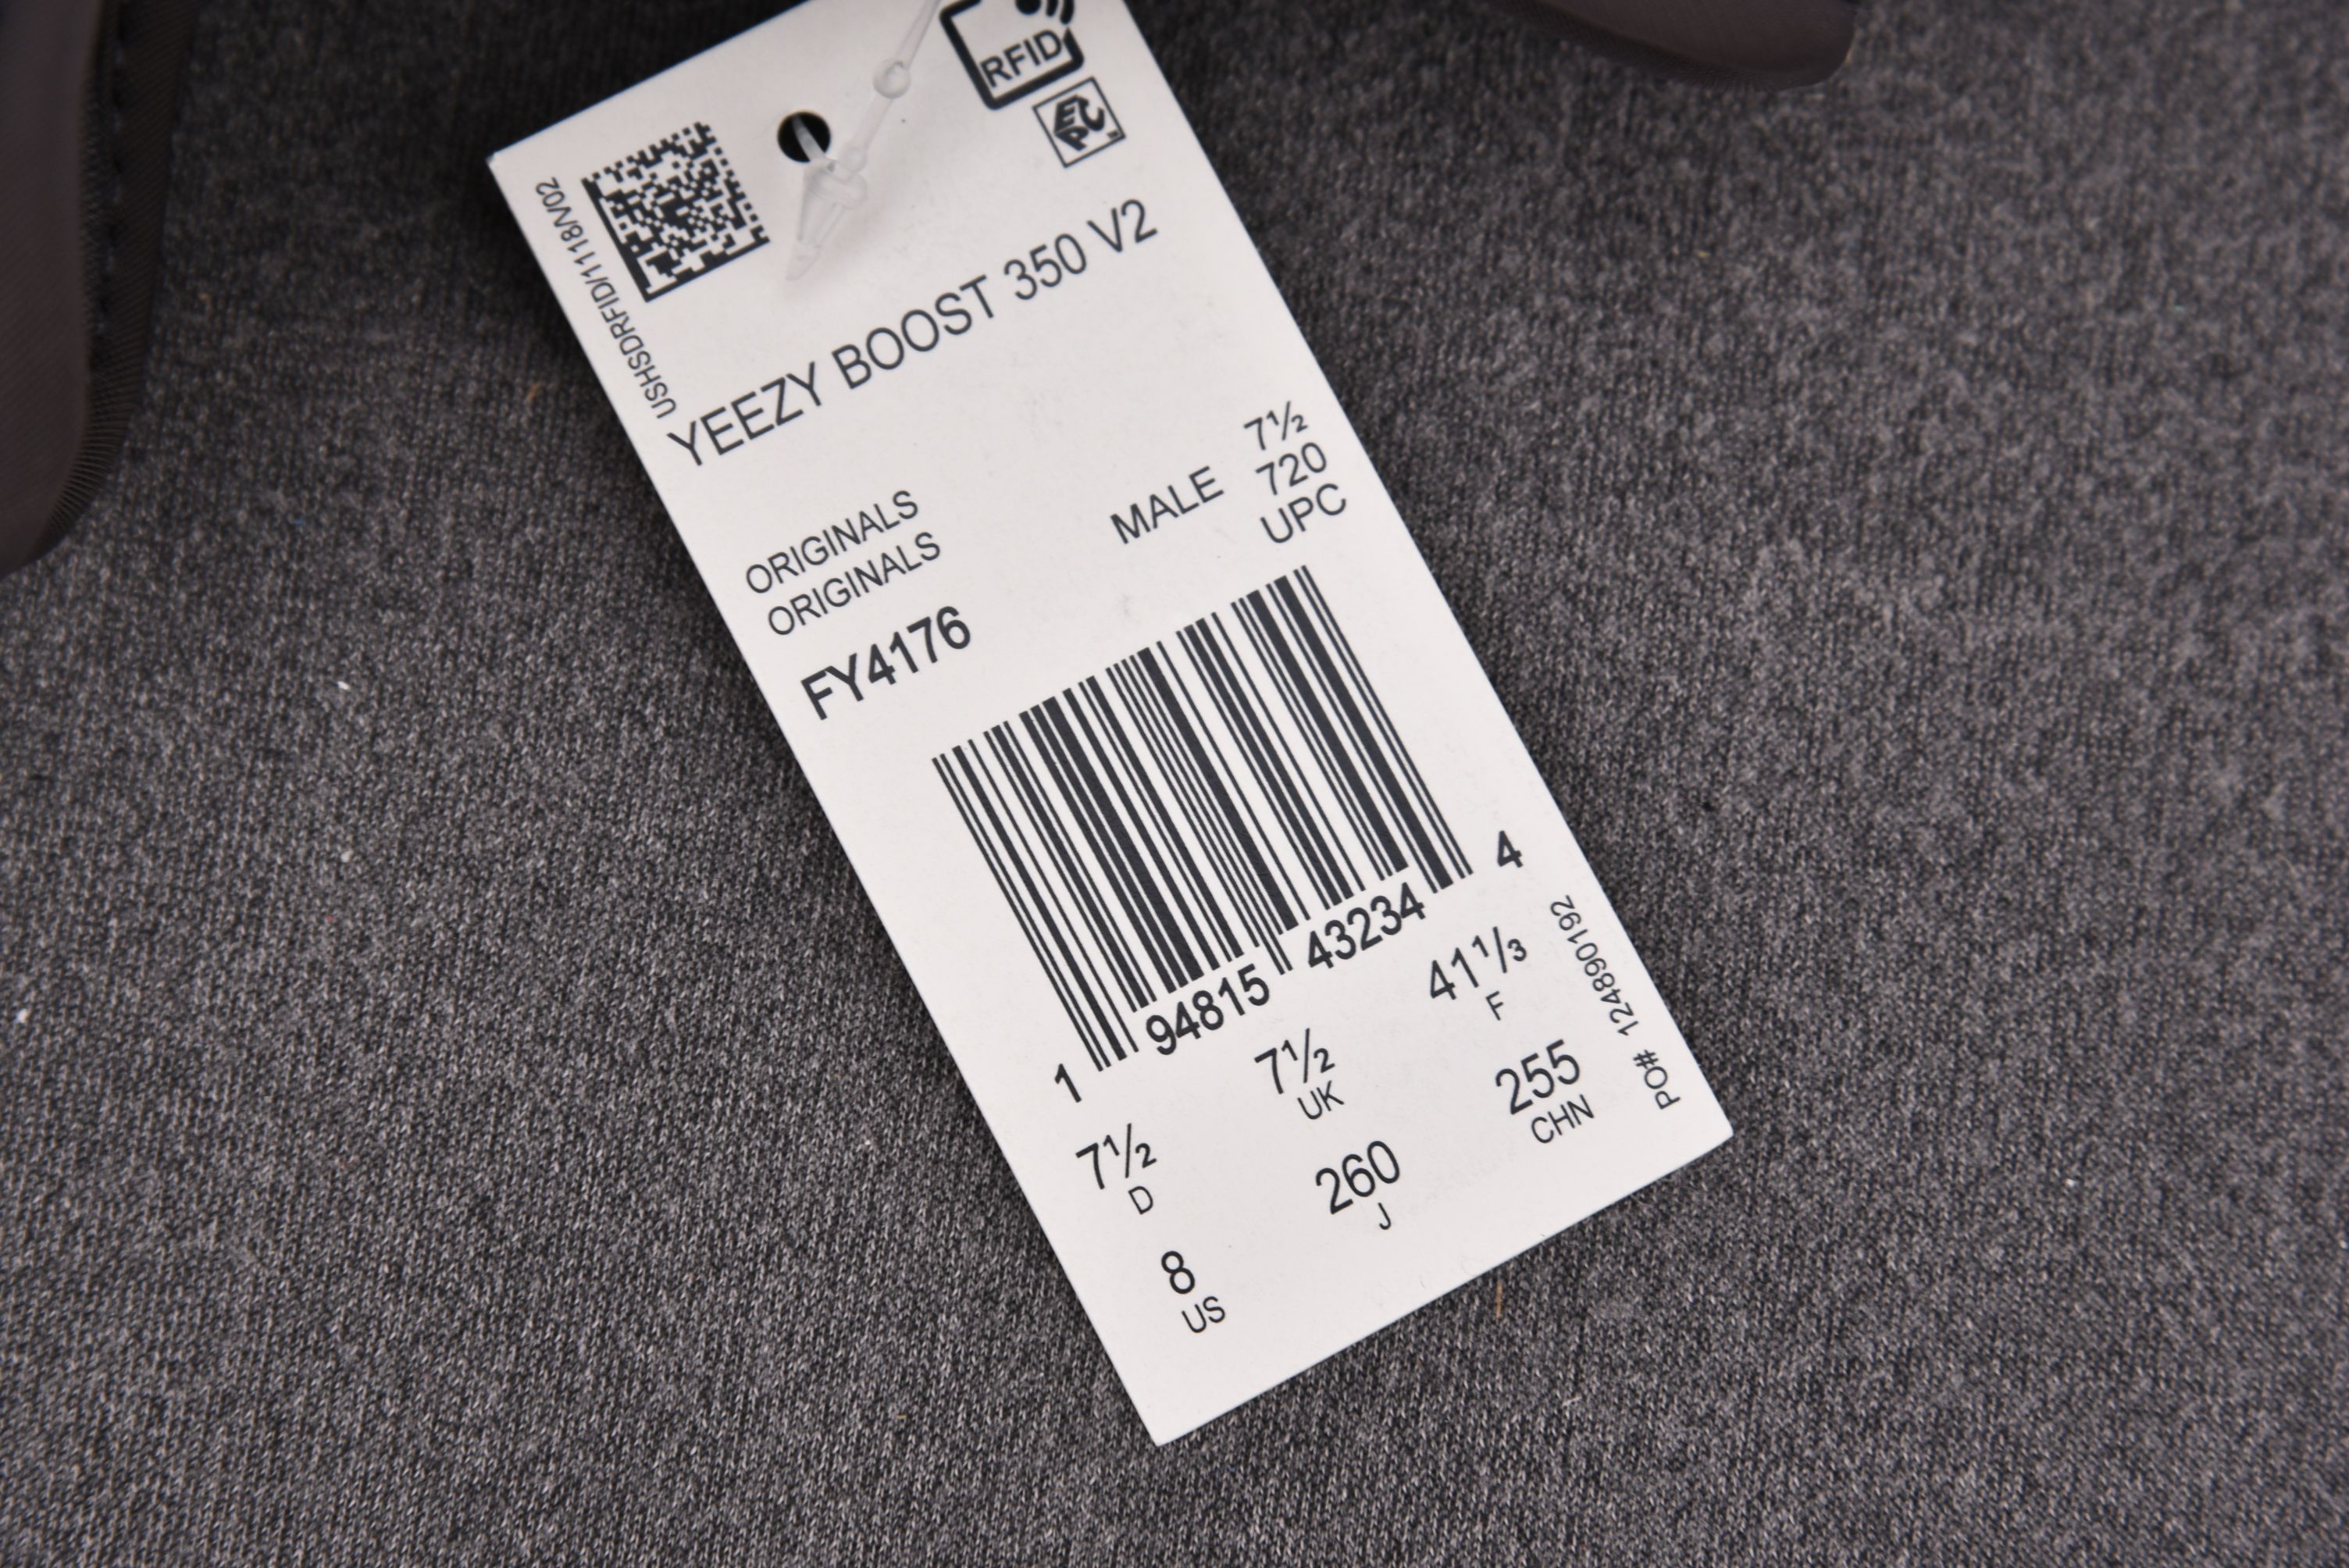 RFID
EPC
USHSDRFID/1118/V02
YEEZY BOOST 350 V2
7½
720
UPC
MALE
ORIGINALS
ORIGINALS
FY4176
1 94815 43234 4
7½ D
7½ UK
41⅓ F
8 US
260 J
255 CHN
PO# 1248890192